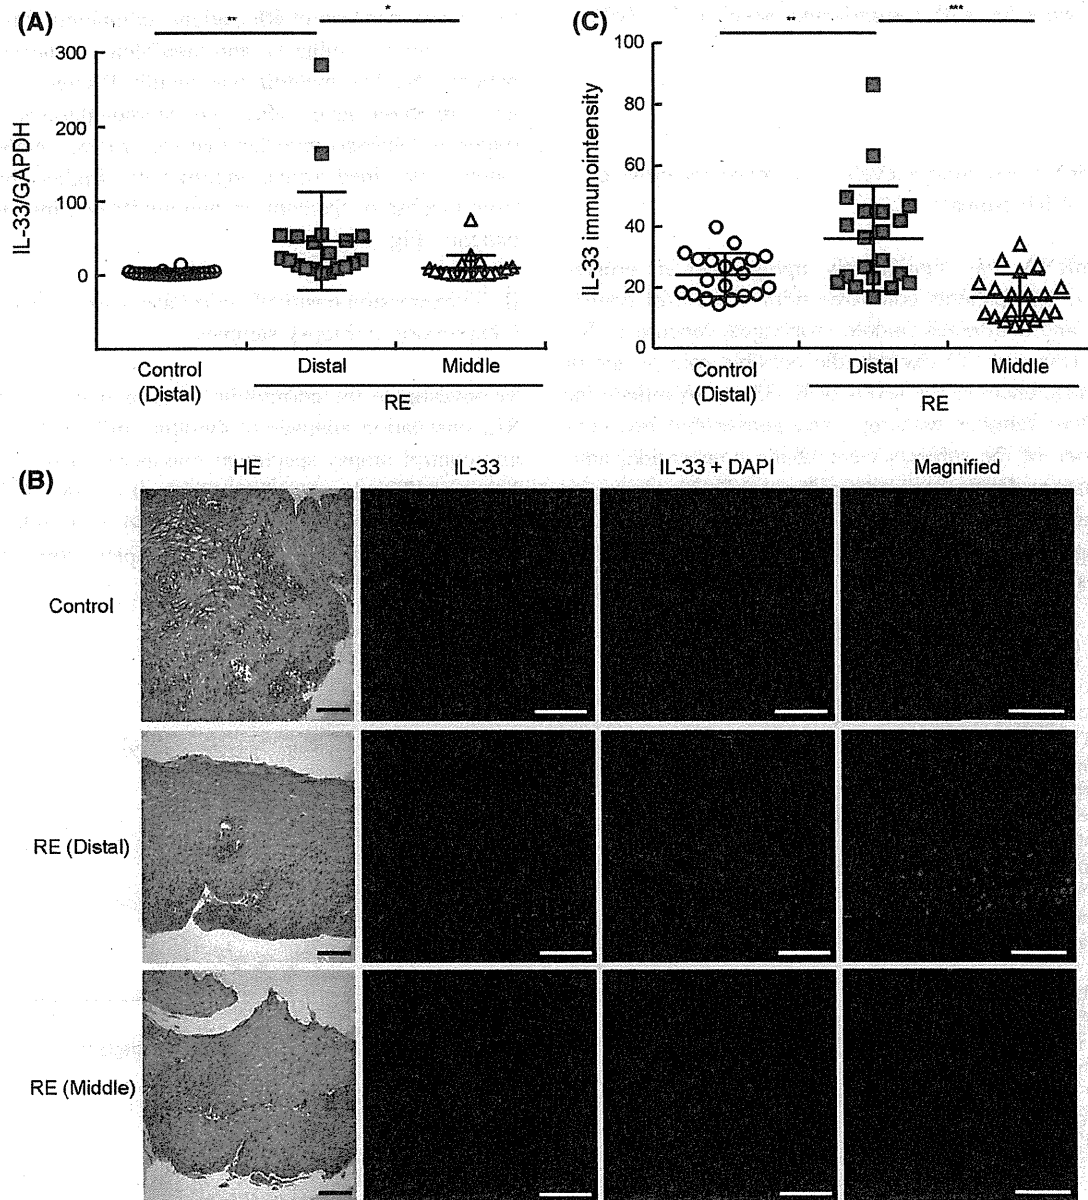 (A)
**
*
IL-33/GAPDH
300
200
100
0
Control
(Distal)
Distal
Middle
RE
(C)
**
***
IL-33 immunointensity
100
80
60
40
20
0
Control
(Distal)
Distal
Middle
RE
(B)
HE
IL-33
IL-33 + DAPI
Magnified
Control
RE (Distal)
RE (Middle)